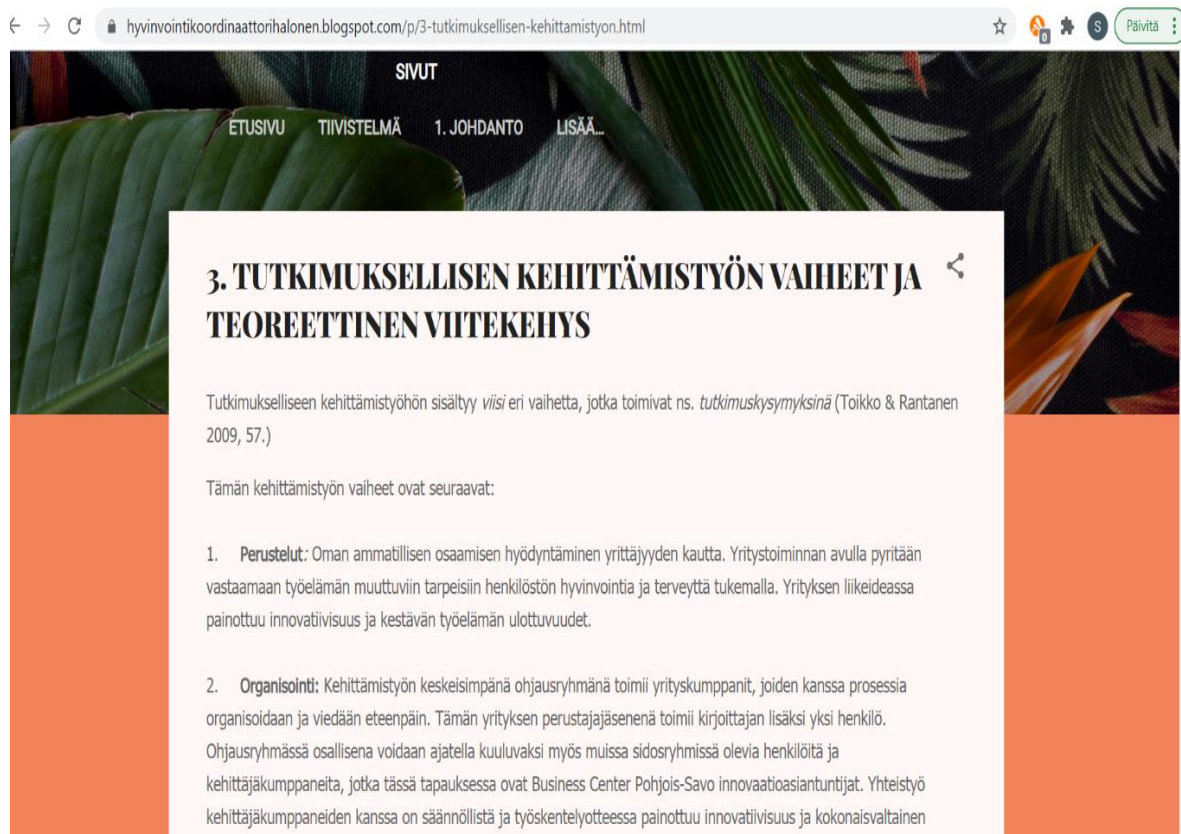 hyvinvointikoordinaattorihalonen.blogspot.com/p/3-tutkimuksellisen-kehittamistyon.html
0
S
Päivitä
SIVUT
ETUSIVU TIIVISTELMÄ 1. JOHDANTO LISÄÄ...
3. TUTKIMUKSELLISEN KEHITTÄMISTYÖN VAIHEET JA
TEOREETTINEN VIITEKEHYS
Tutkimukselliseen kehittämistyöhön sisältyy viisi eri vaihetta, jotka toimivat ns. tutkimuskysymyksinä (Toikko & Rantanen
2009, 57.)
Tämän kehittämistyön vaiheet ovat seuraavat:
1. Perustelut: Oman ammatillisen osaamisen hyödyntäminen yrittäjyyden kautta. Yritystoiminnan avulla pyritään
vastaamaan työelämän muuttuviin tarpeisiin henkilöstön hyvinvointia ja terveyttä tukemalla. Yrityksen liikeideassa
painottuu innovatiivisuus ja kestävän työelämän ulottuvuudet.
2. Organisointi: Kehittämistyön keskeisimpänä ohjausryhmänä toimii yrityskumppanit, joiden kanssa prosessia
organisoidaan ja viedään eteenpäin. Tämän yrityksen perustajajäsenenä toimii kirjoittajan lisäksi yksi henkilö.
Ohjausryhmässä osallisena voidaan ajatella kuuluvaksi myös muissa sidosryhmissä olevia henkilöitä ja
kehittäjäkumppaneita, jotka tässä tapauksessa ovat Business Center Pohjois-Savo innovaatioasiantuntijat. Yhteistyö
kehittäjäkumppaneiden kanssa on säännöllistä ja työskentelyotteessa painottuu innovatiivisuus ja kokonaisvaltainen